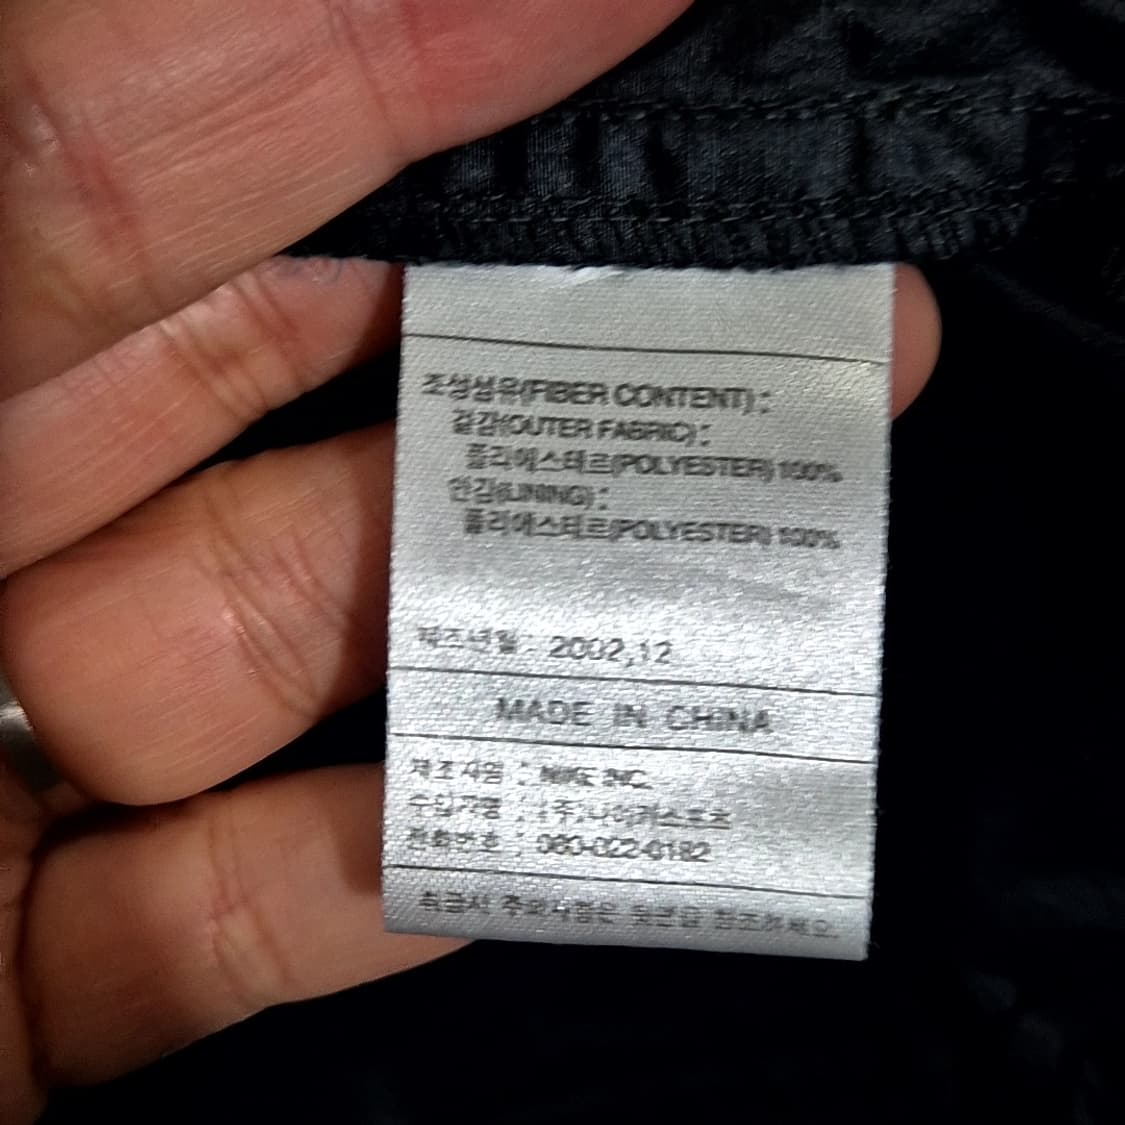 조성섬유(FIBER CONTENT) :
겉감(OUTER FABRIC) :
폴리에스테르(POLYESTER) 100%
안감(LINING) :
폴리에스테르(POLYESTER) 100%
제조년월 : 2002,12
MADE IN CHINA
제조자명 : NIKE INC.
수입자명 : (주)나이키스포츠
전화번호 : 080-022-0182
취급시 주의사항은 뒷면을 참조하세요.